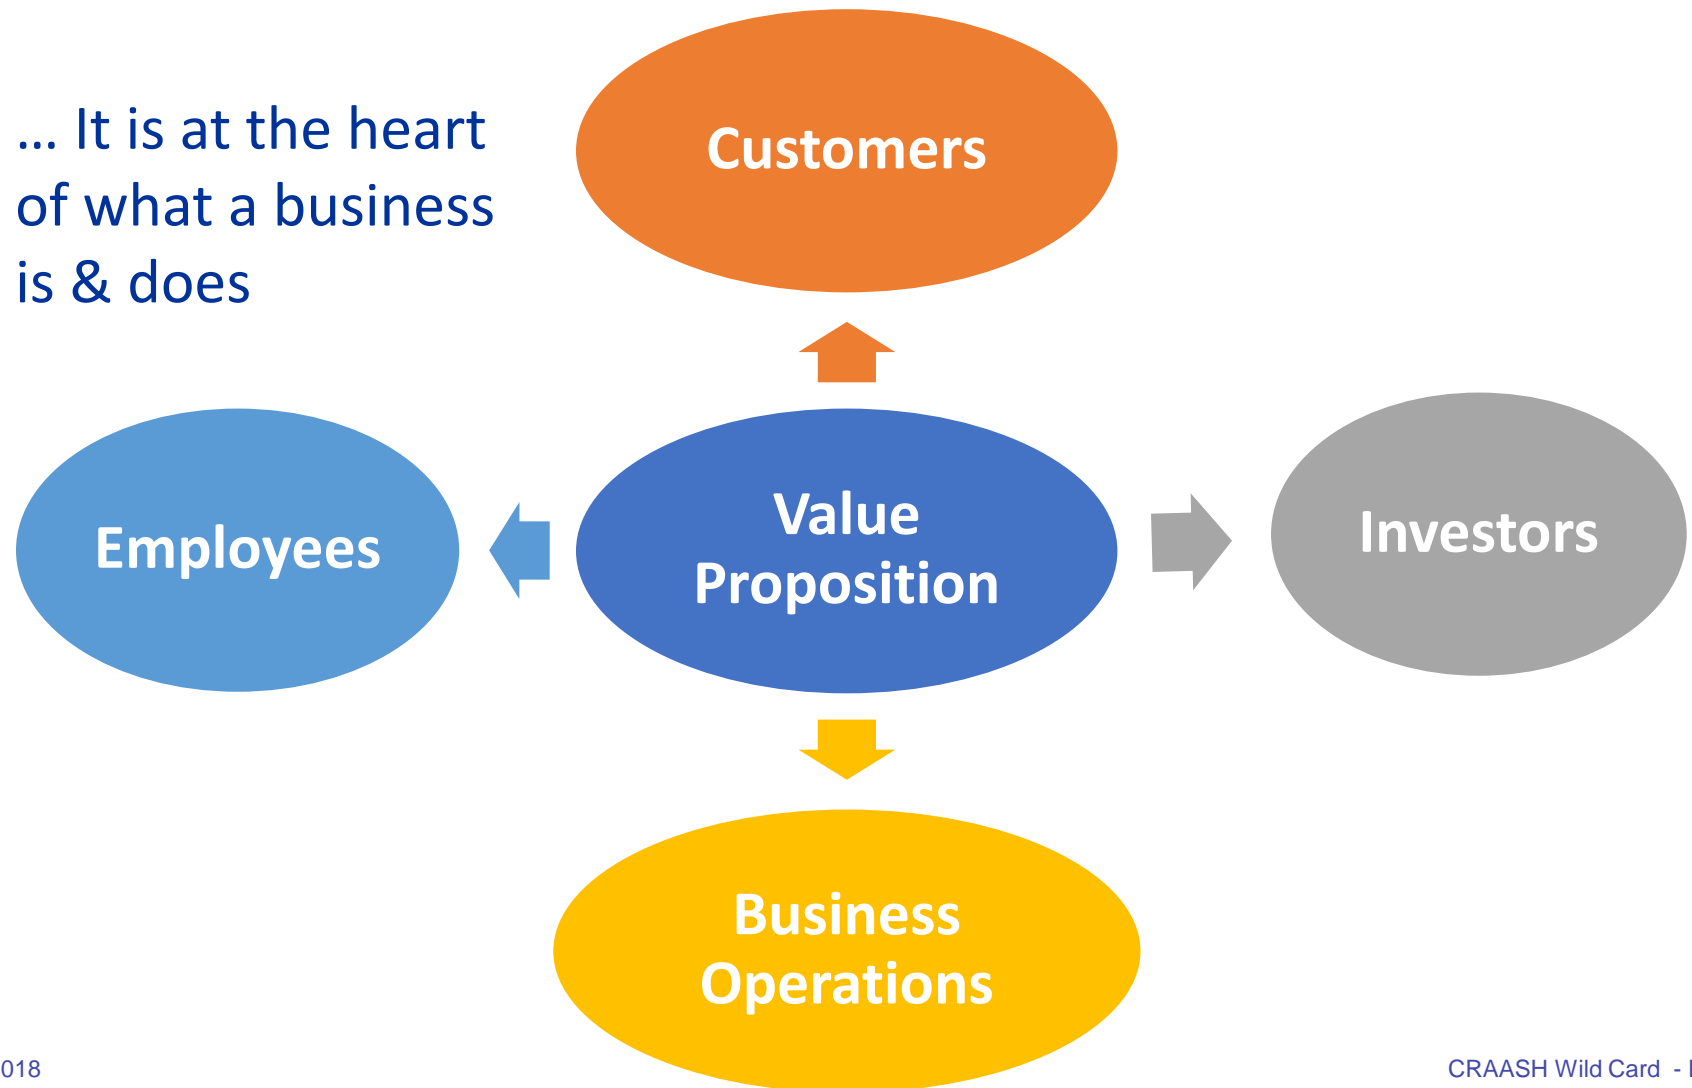 ... It is at the heart
of what a business
is & does
Customers
Employees
Value
Proposition
Investors
Business
Operations
018
CRAASH Wild Card -